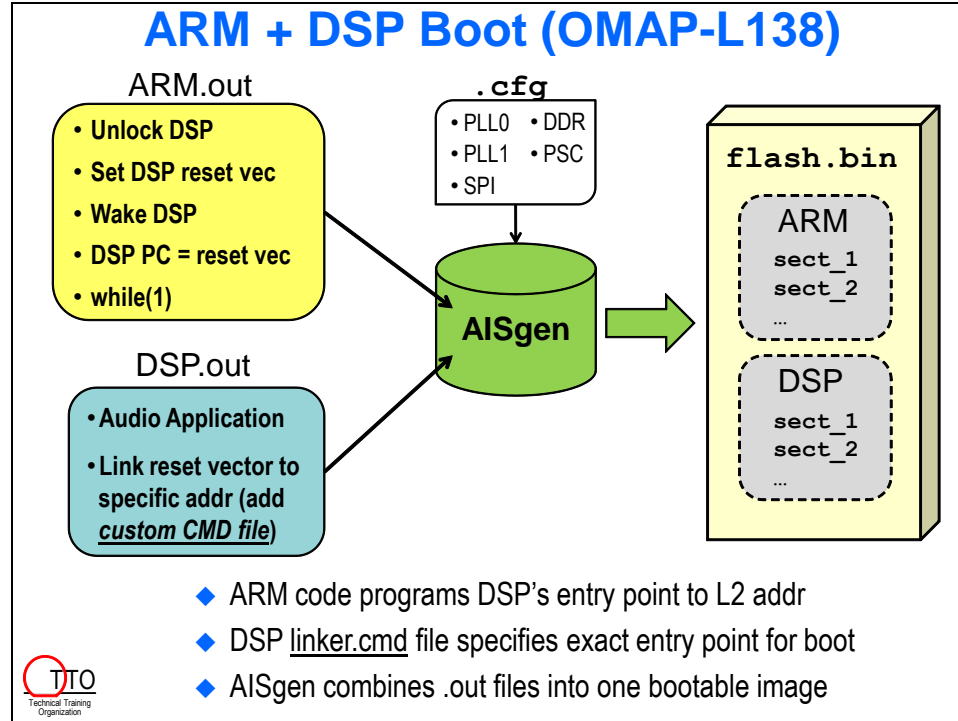 ARM + DSP Boot (OMAP-L138)
ARM.out
• Unlock DSP
• Set DSP reset vec
• Wake DSP
• DSP PC = reset vec
• while(1)
.cfg
• PLL0 • DDR
• PLL1 • PSC
• SPI
AISgen
DSP.out
• Audio Application
• Link reset vector to
specific addr (add
custom CMD file)
flash.bin
ARM
sect_1
sect_2
…
DSP
sect_1
sect_2
…
◆ ARM code programs DSP's entry point to L2 addr
◆ DSP linker.cmd file specifies exact entry point for boot
◆ AISgen combines .out files into one bootable image
TTO
Technical Training
Organization